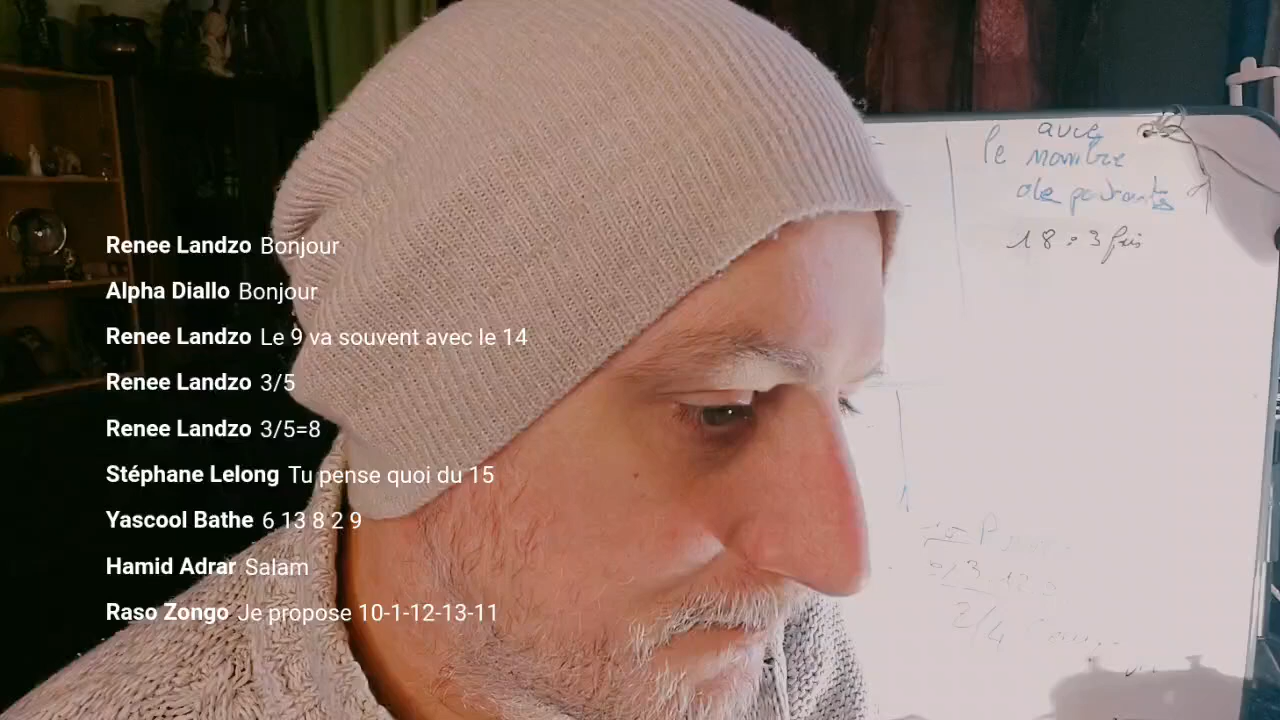 Renee Landzo Bonjour
Alpha Diallo Bonjour
Renee Landzo Le 9 va souvent avec le 14
Renee Landzo 3/5
Renee Landzo 3/5=8
Stéphane Lelong Tu pense quoi du 15
Yascool Bathe 6 13 8 2 9
Hamid Adrar Salam
Raso Zongo Je propose 10-1-12-13-11
avec
le nombre
de partants
18 : 3 fois
2/4